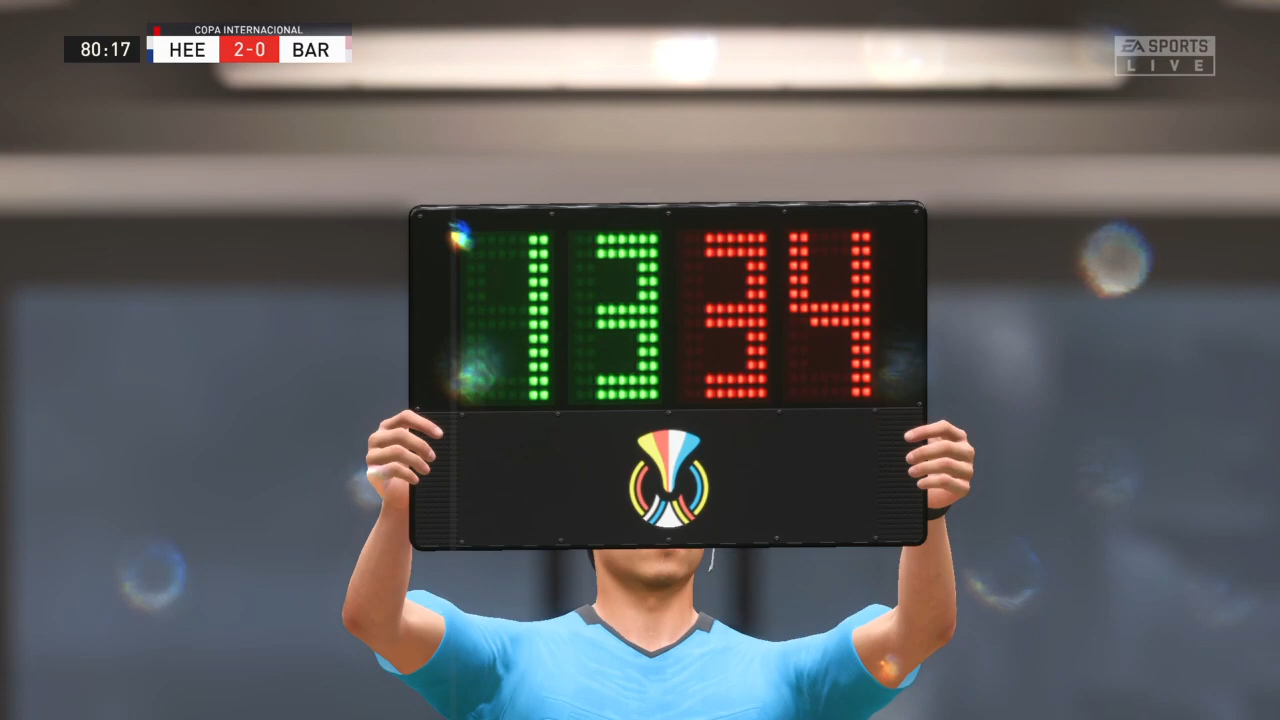 COPA INTERNACIONAL
80:17 HEE 2-0 BAR
EA SPORTS
LIVE
13 34